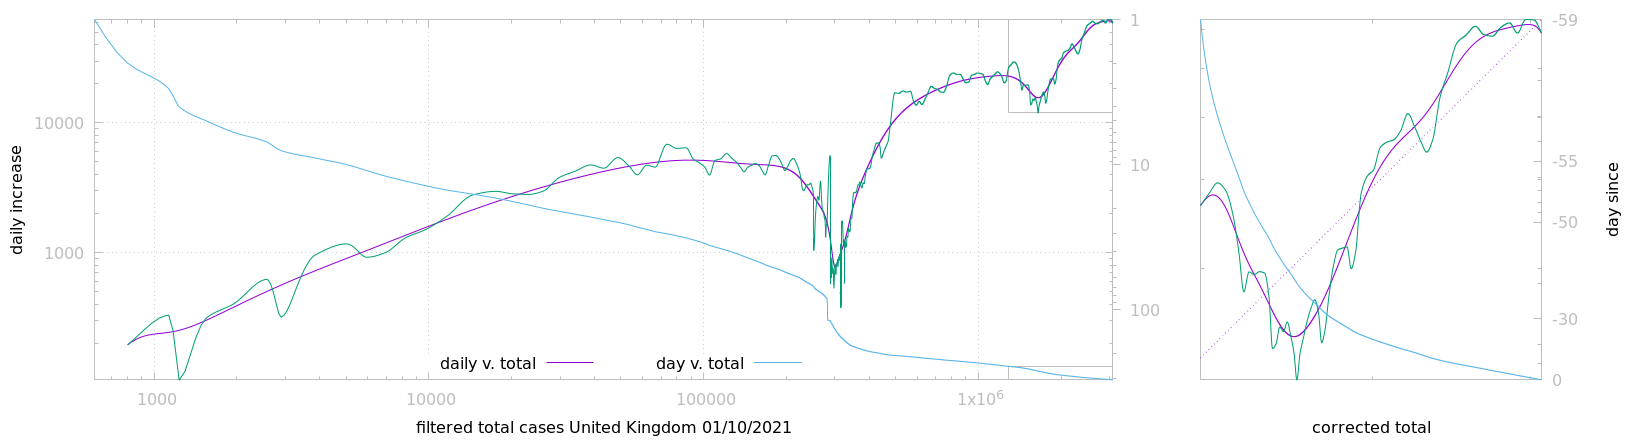 daily increase
10000
1000
1
10
100
daily v. total
day v. total
1000
10000
100000
1x10⁶
filtered total cases United Kingdom 01/10/2021
-59
-55
-50
-30
0
day since
corrected total